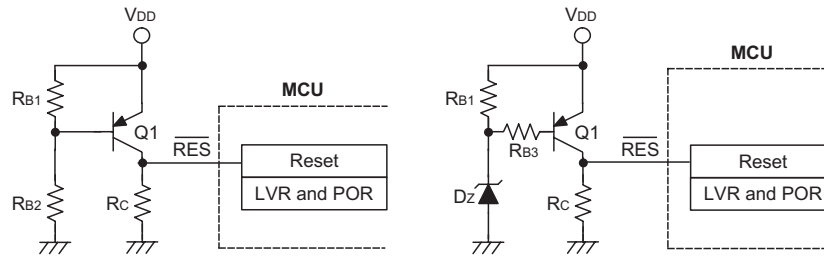 VDD
RB1
Q1
RB2
RC
RES
MCU
Reset
LVR and POR
VDD
RB1
RB3
Q1
DZ
RC
RES
MCU
Reset
LVR and POR